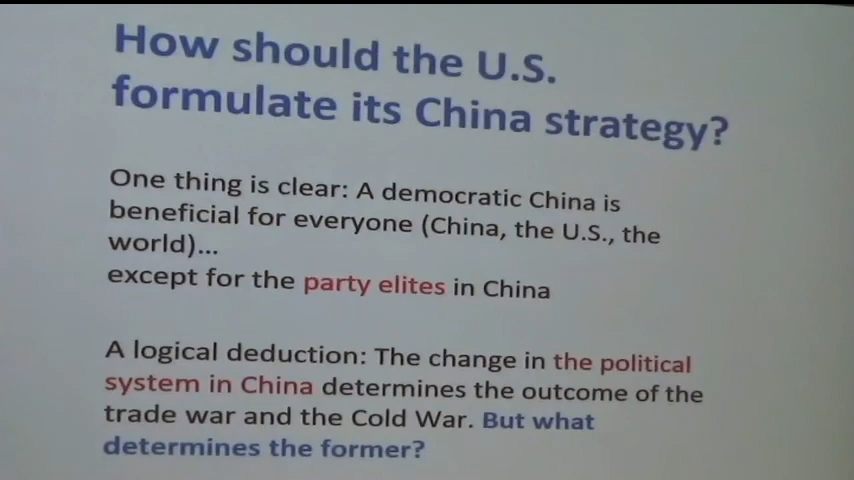 How should the U.S.
formulate its China strategy?
One thing is clear: A democratic China is
beneficial for everyone (China, the U.S., the
world)...
except for the party elites in China
A logical deduction: The change in the political
system in China determines the outcome of the
trade war and the Cold War. But what
determines the former?